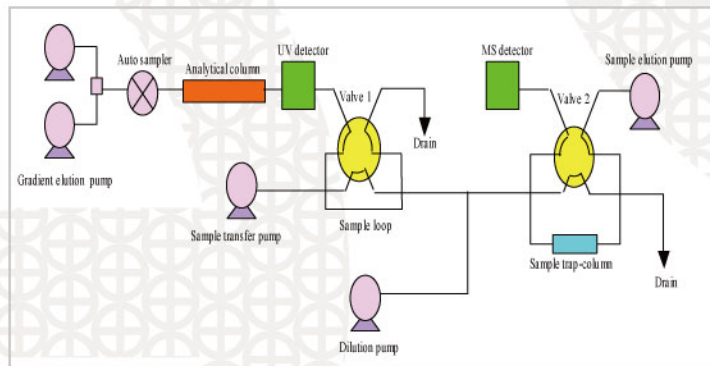 UV detector
MS detector
Sample elution pump
Auto sampler
Analytical column
Valve 1
Valve 2
Drain
Gradient elution pump
Sample transfer pump
Sample loop
Sample trap-column
Drain
Dilution pump